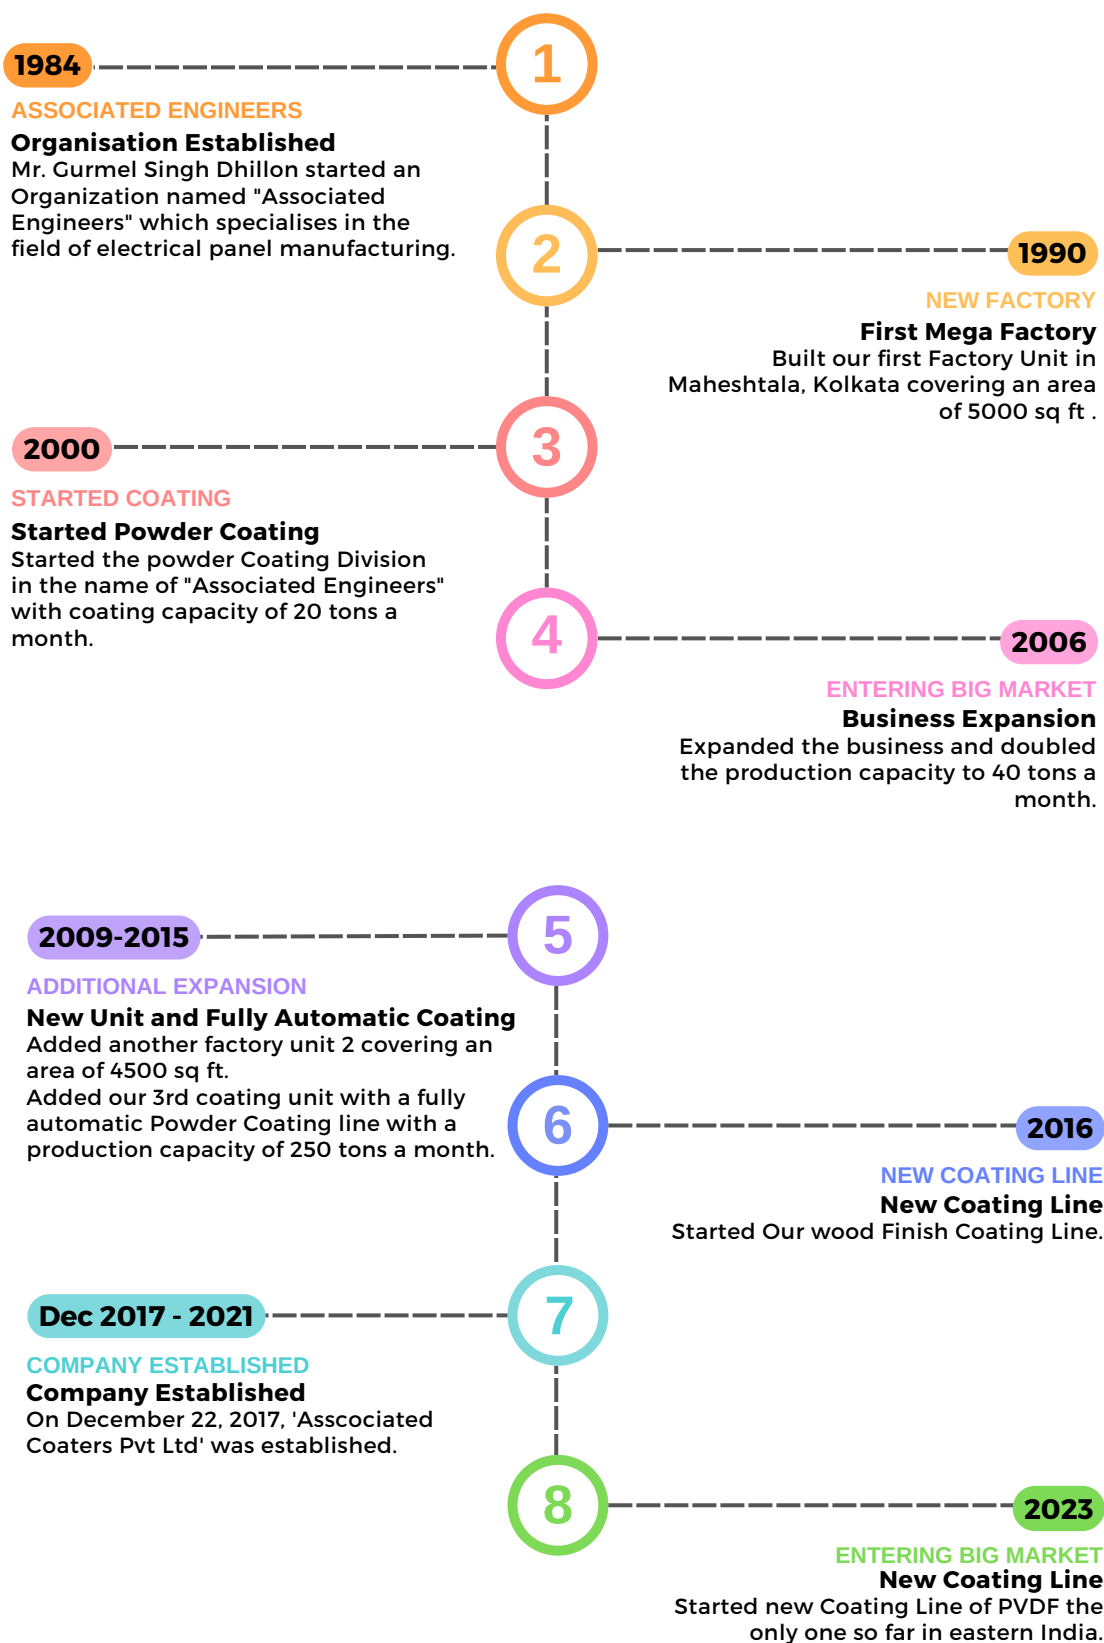 1984
1
ASSOCIATED ENGINEERS
Organisation Established
Mr. Gurmel Singh Dhillon started an
Organization named "Associated
Engineers" which specialises in the
field of electrical panel manufacturing.
2
1990
NEW FACTORY
First Mega Factory
Built our first Factory Unit in
Maheshtala, Kolkata covering an area
of 5000 sq ft .
2000
3
STARTED COATING
Started Powder Coating
Started the powder Coating Division
in the name of "Associated Engineers"
with coating capacity of 20 tons a
month.
4
2006
ENTERING BIG MARKET
Business Expansion
Expanded the business and doubled
the production capacity to 40 tons a
month.
2009-2015
5
ADDITIONAL EXPANSION
New Unit and Fully Automatic Coating
Added another factory unit 2 covering an
area of 4500 sq ft.
Added our 3rd coating unit with a fully
automatic Powder Coating line with a
production capacity of 250 tons a month.
6
2016
NEW COATING LINE
New Coating Line
Started Our wood Finish Coating Line.
Dec 2017 - 2021
7
COMPANY ESTABLISHED
Company Established
On December 22, 2017, 'Asscociated
Coaters Pvt Ltd' was established.
8
2023
ENTERING BIG MARKET
New Coating Line
Started new Coating Line of PVDF the
only one so far in eastern India.